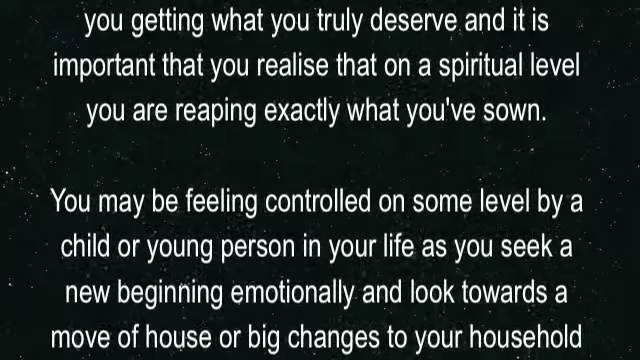 you getting what you truly deserve and it is
important that you realise that on a spiritual level
you are reaping exactly what you've sown.
You may be feeling controlled on some level by a
child or young person in your life as you seek a
new beginning emotionally and look towards a
move of house or big changes to your household